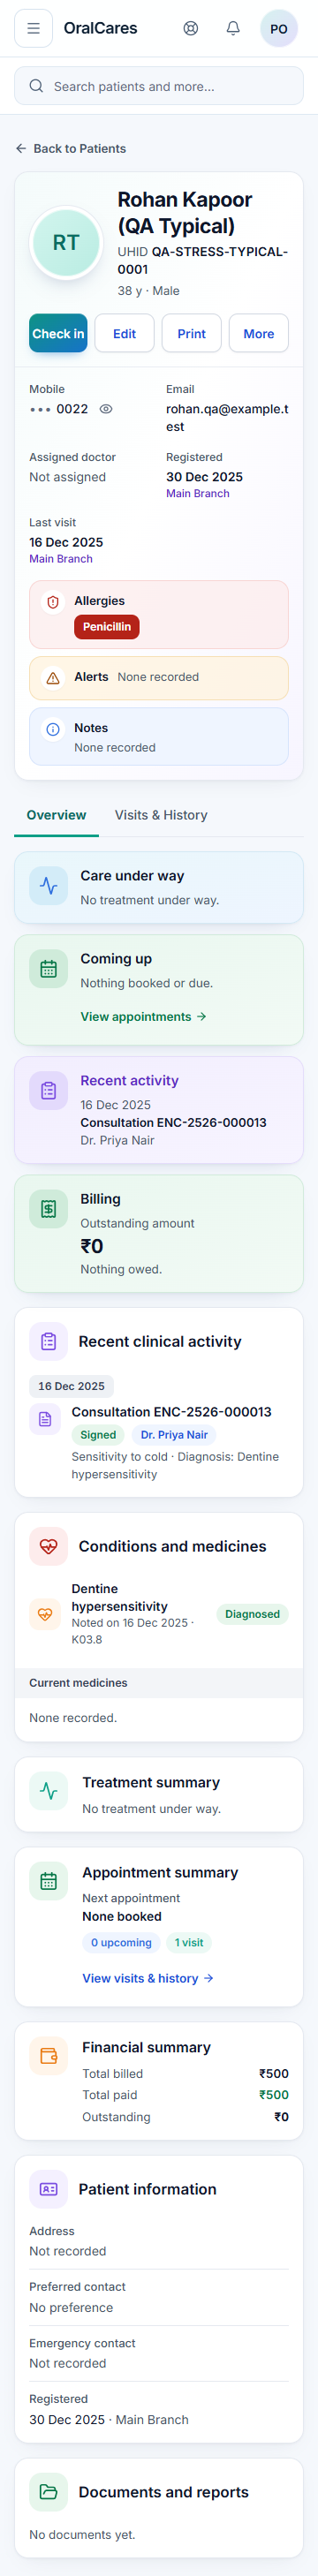 OralCares
PO
Search patients and more...
Back to Patients
RT
Rohan Kapoor
(QA Typical)
UHID QA-STRESS-TYPICAL-
0001
38 y · Male
Check in
Edit
Print
More
Mobile
Email
••• 0022
rohan.qa@example.t
est
Assigned doctor
Registered
Not assigned
30 Dec 2025
Main Branch
Last visit
16 Dec 2025
Main Branch
Allergies
Penicillin
Alerts None recorded
Notes
None recorded
Overview
Visits & History
Care under way
No treatment under way.
Coming up
Nothing booked or due.
View appointments →
Recent activity
16 Dec 2025
Consultation ENC-2526-000013
Dr. Priya Nair
Billing
Outstanding amount
₹0
Nothing owed.
Recent clinical activity
16 Dec 2025
Consultation ENC-2526-000013
Signed
Dr. Priya Nair
Sensitivity to cold · Diagnosis: Dentine
hypersensitivity
Conditions and medicines
Dentine
hypersensitivity
Noted on 16 Dec 2025 ·
K03.8
Diagnosed
Current medicines
None recorded.
Treatment summary
No treatment under way.
Appointment summary
Next appointment
None booked
0 upcoming
1 visit
View visits & history →
Financial summary
Total billed ₹500
Total paid ₹500
Outstanding ₹0
Patient information
Address
Not recorded
Preferred contact
No preference
Emergency contact
Not recorded
Registered
30 Dec 2025 · Main Branch
Documents and reports
No documents yet.